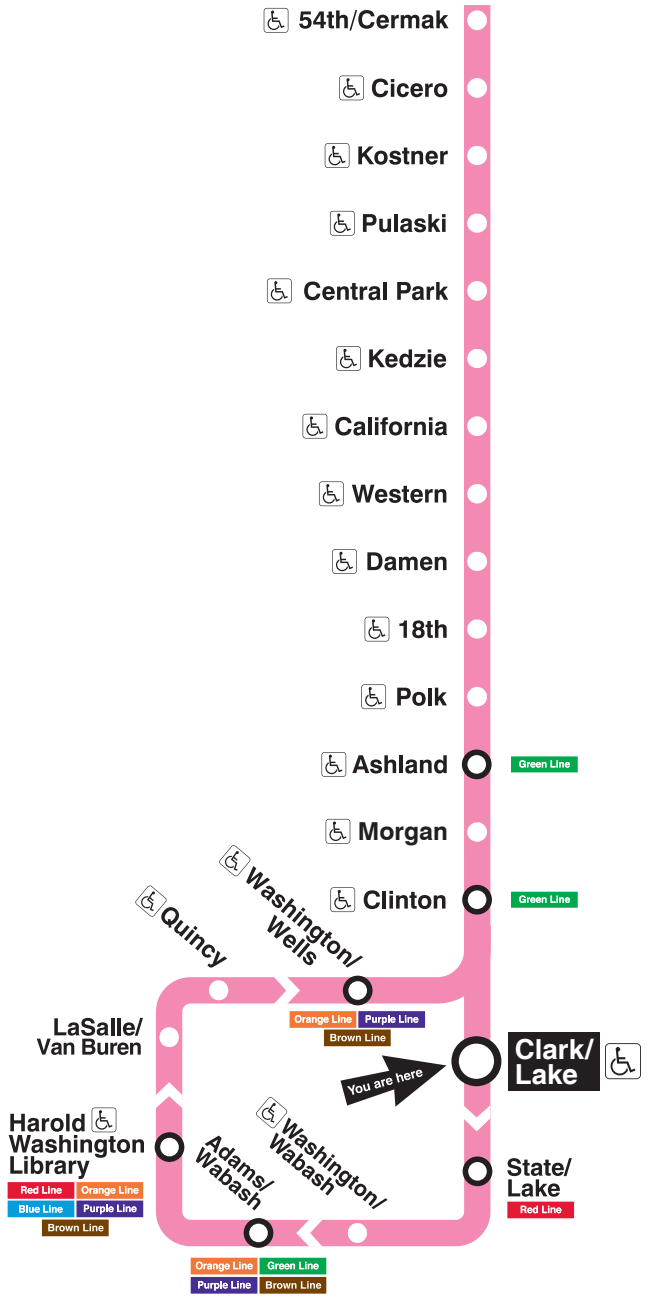 54th/Cermak
Cicero
Kostner
Pulaski
Central Park
Kedzie
California
Western
Damen
18th
Polk
Ashland
Green Line
Morgan
Clinton
Green Line
Washington/
Wells
Orange Line Purple Line
Brown Line
Quincy
LaSalle/
Van Buren
You are here
Clark/
Lake
Harold
Washington
Library
Red Line Orange Line
Blue Line Purple Line
Brown Line
Adams/
Wabash
Orange Line Green Line
Purple Line Brown Line
Washington/
Wabash
State/
Lake
Red Line